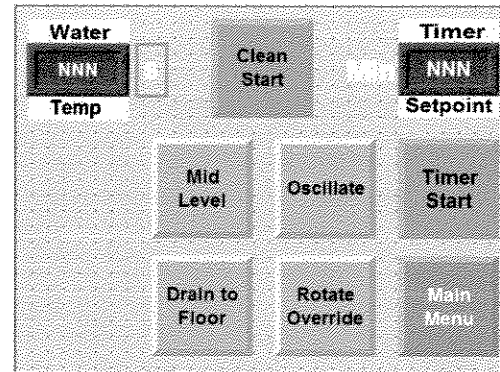 Water
NNN
Temp
Clean
Start
Timer
Min
NNN
Setpoint
Mid
Level
Oscillate
Timer
Start
Drain to
Floor
Rotate
Override
Main
Menu